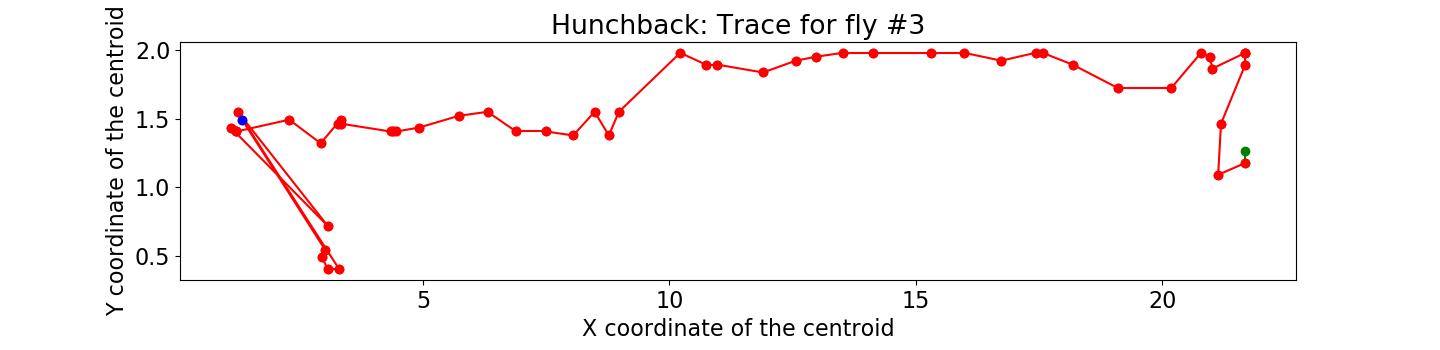 Hunchback: Trace for fly #3
Y coordinate of the centroid
2.0
1.5
1.0
0.5
5
10
15
20
X coordinate of the centroid